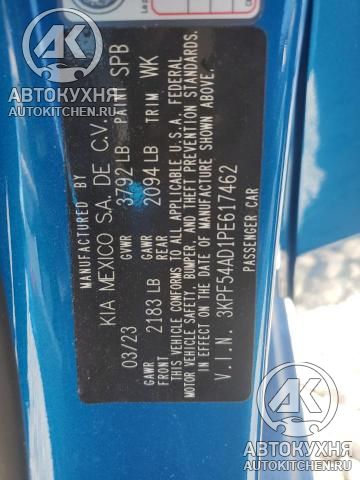 MANUFACTURED BY
KIA MEXICO S.A. DE C.V.
03/23 GVWR 3792 LB PAINT SPB
GAWR FRONT 2183 LB GAWR REAR 2094 LB TRIM WK
THIS VEHICLE CONFORMS TO ALL APPLICABLE U.S.A. FEDERAL
MOTOR VEHICLE SAFETY, BUMPER, AND THEFT PREVENTION STANDARDS
IN EFFECT ON THE DATE OF MANUFACTURE SHOWN ABOVE.
V.I.N. 3KPF54AD1PE617462
PASSENGER CAR
АК
АВТОКУХНЯ
AUTOKITCHEN.RU
АК
АВТОКУХНЯ
AUTOKITCHEN.RU